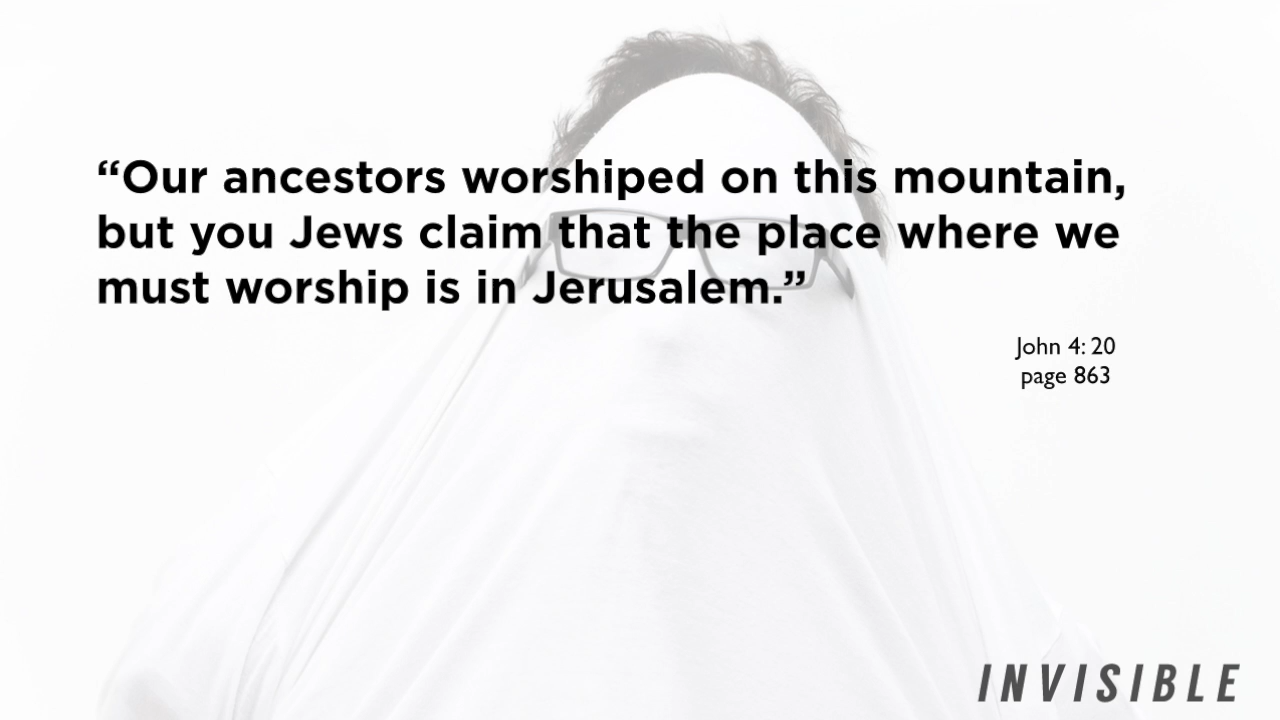 “Our ancestors worshiped on this mountain,
but you Jews claim that the place where we
must worship is in Jerusalem.”
John 4: 20
page 863
INVISIBLE